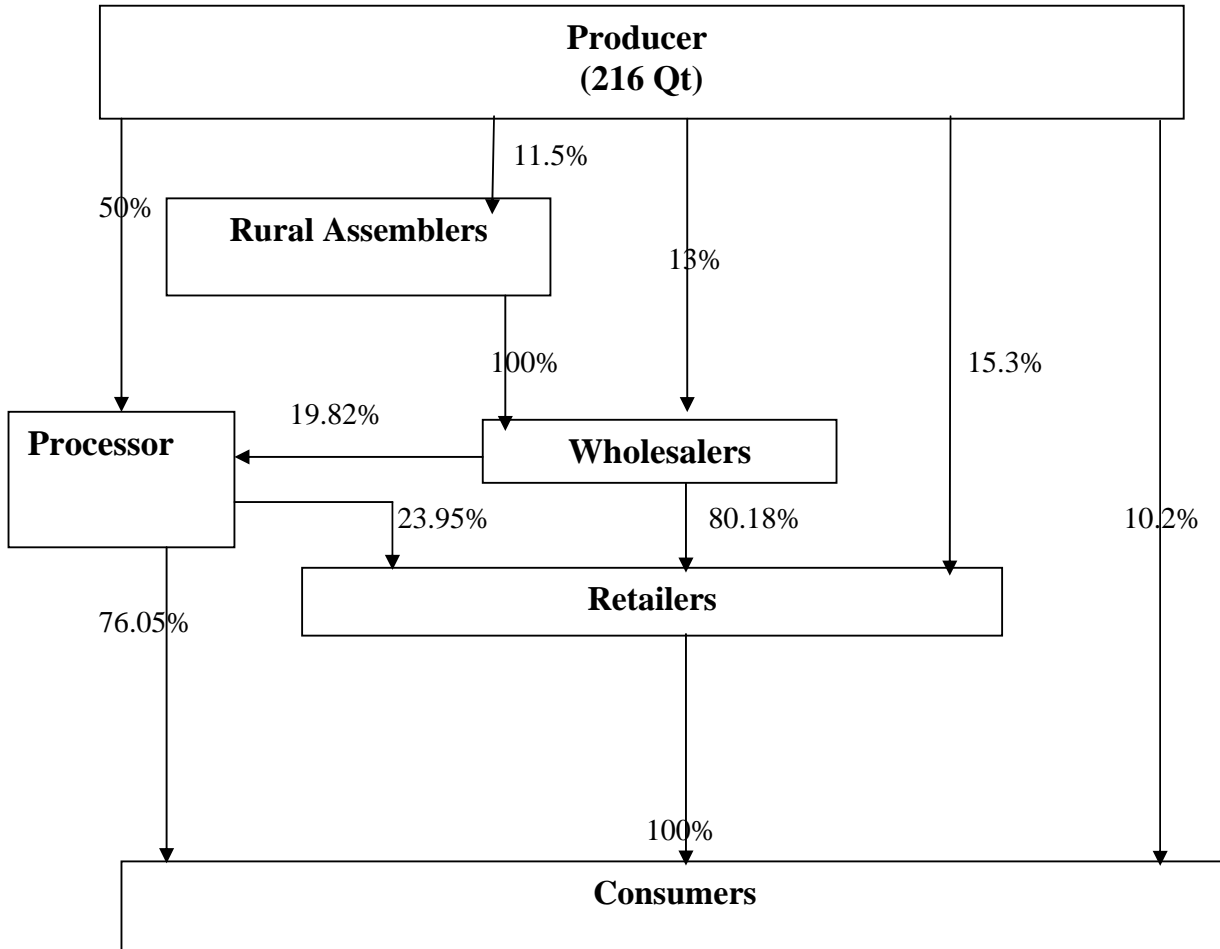 Producer
(216 Qt)
11.5%
50%
Rural Assemblers
13%
100%
15.3%
19.82%
Processor
Wholesalers
23.95%
80.18%
10.2%
Retailers
76.05%
100%
Consumers